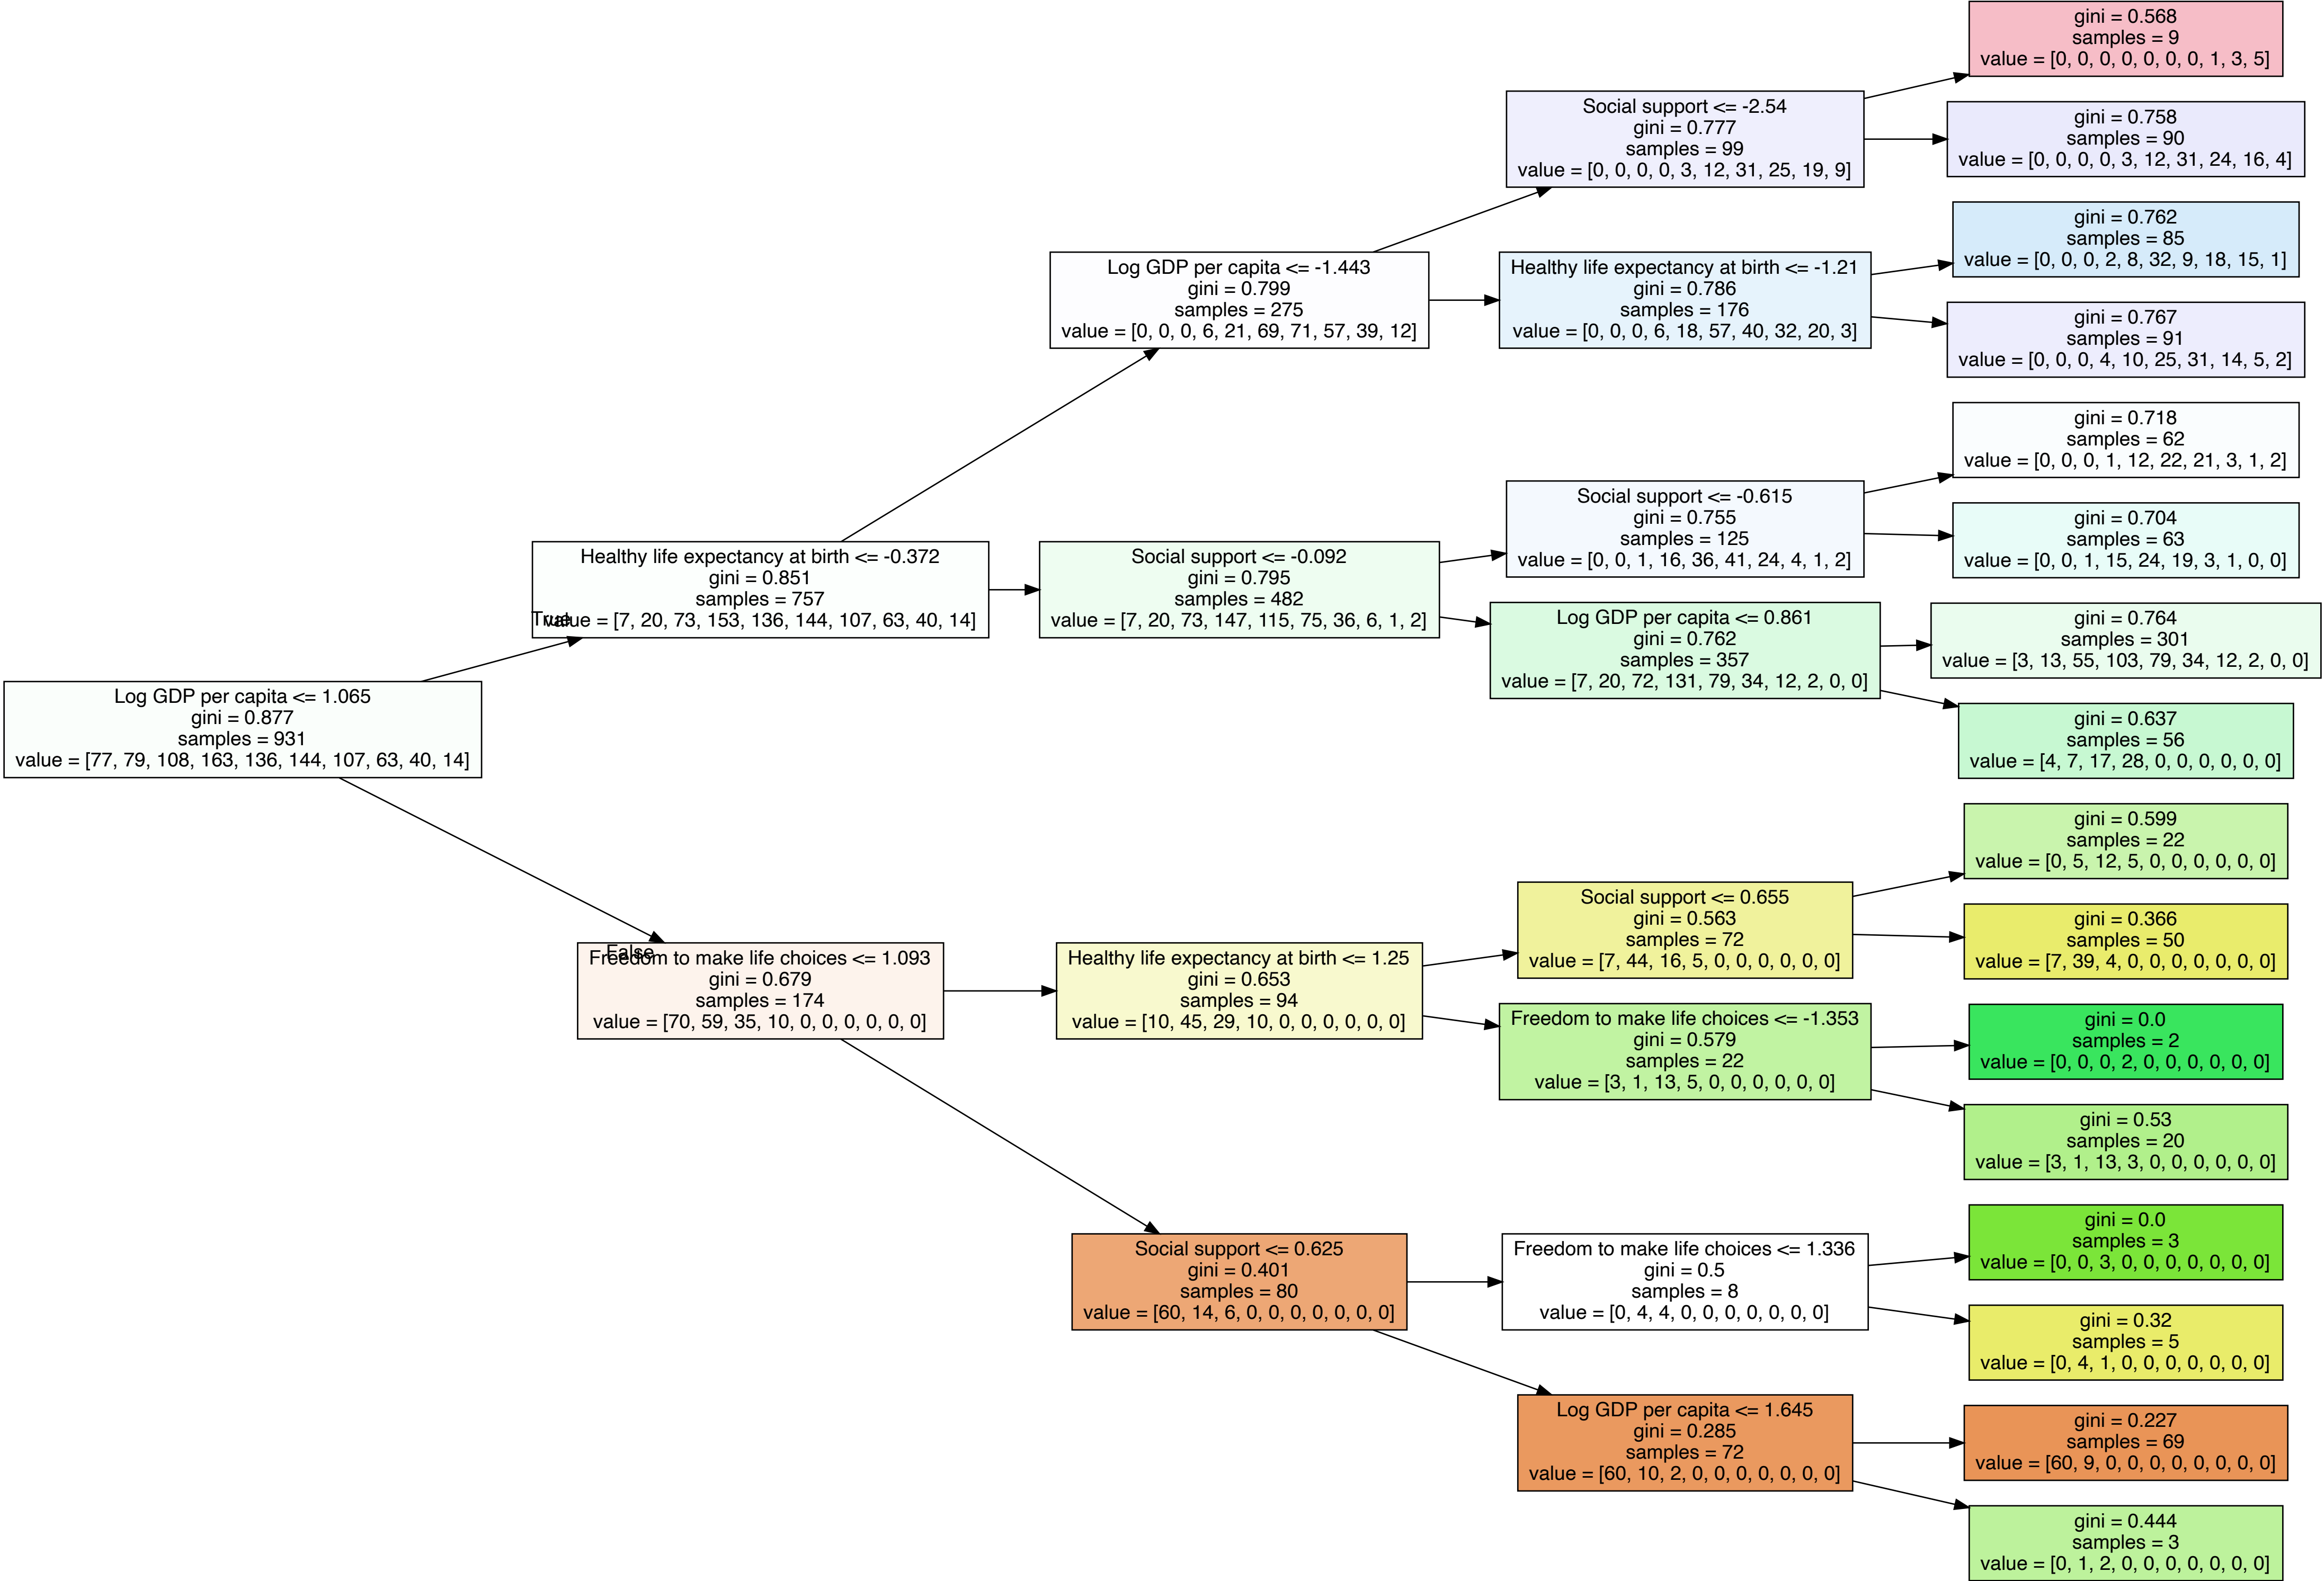 gini = 0.568
samples = 9
value = [0, 0, 0, 0, 0, 0, 0, 1, 3, 5]
Social support <= -2.54
gini = 0.777
samples = 99
value = [0, 0, 0, 0, 3, 12, 31, 25, 19, 9]
gini = 0.758
samples = 90
value = [0, 0, 0, 0, 3, 12, 31, 24, 16, 4]
Log GDP per capita <= -1.443
gini = 0.799
samples = 275
value = [0, 0, 0, 6, 21, 69, 71, 57, 39, 12]
Healthy life expectancy at birth <= -1.21
gini = 0.786
samples = 176
value = [0, 0, 0, 6, 18, 57, 40, 32, 20, 3]
gini = 0.762
samples = 85
value = [0, 0, 0, 2, 8, 32, 9, 18, 15, 1]
gini = 0.767
samples = 91
value = [0, 0, 0, 4, 10, 25, 31, 14, 5, 2]
Healthy life expectancy at birth <= -0.372
gini = 0.851
samples = 757
value = [7, 20, 73, 153, 136, 144, 107, 63, 40, 14]
True
Social support <= -0.092
gini = 0.795
samples = 482
value = [7, 20, 73, 147, 115, 75, 36, 6, 1, 2]
Social support <= -0.615
gini = 0.755
samples = 125
value = [0, 0, 1, 16, 36, 41, 24, 4, 1, 2]
gini = 0.718
samples = 62
value = [0, 0, 0, 1, 12, 22, 21, 3, 1, 2]
gini = 0.704
samples = 63
value = [0, 0, 1, 15, 24, 19, 3, 1, 0, 0]
Log GDP per capita <= 0.861
gini = 0.762
samples = 357
value = [7, 20, 72, 131, 79, 34, 12, 2, 0, 0]
gini = 0.764
samples = 301
value = [3, 13, 55, 103, 79, 34, 12, 2, 0, 0]
gini = 0.637
samples = 56
value = [4, 7, 17, 28, 0, 0, 0, 0, 0, 0]
Log GDP per capita <= 1.065
gini = 0.877
samples = 931
value = [77, 79, 108, 163, 136, 144, 107, 63, 40, 14]
False
Freedom to make life choices <= 1.093
gini = 0.679
samples = 174
value = [70, 59, 35, 10, 0, 0, 0, 0, 0, 0]
Healthy life expectancy at birth <= 1.25
gini = 0.653
samples = 94
value = [10, 45, 29, 10, 0, 0, 0, 0, 0, 0]
Social support <= 0.655
gini = 0.563
samples = 72
value = [7, 44, 16, 5, 0, 0, 0, 0, 0, 0]
gini = 0.599
samples = 22
value = [0, 5, 12, 5, 0, 0, 0, 0, 0, 0]
gini = 0.366
samples = 50
value = [7, 39, 4, 0, 0, 0, 0, 0, 0, 0]
Freedom to make life choices <= -1.353
gini = 0.579
samples = 22
value = [3, 1, 13, 5, 0, 0, 0, 0, 0, 0]
gini = 0.0
samples = 2
value = [0, 0, 0, 2, 0, 0, 0, 0, 0, 0]
gini = 0.53
samples = 20
value = [3, 1, 13, 3, 0, 0, 0, 0, 0, 0]
Social support <= 0.625
gini = 0.401
samples = 80
value = [60, 14, 6, 0, 0, 0, 0, 0, 0, 0]
Freedom to make life choices <= 1.336
gini = 0.5
samples = 8
value = [0, 4, 4, 0, 0, 0, 0, 0, 0, 0]
gini = 0.0
samples = 3
value = [0, 0, 3, 0, 0, 0, 0, 0, 0, 0]
gini = 0.32
samples = 5
value = [0, 4, 1, 0, 0, 0, 0, 0, 0, 0]
Log GDP per capita <= 1.645
gini = 0.285
samples = 72
value = [60, 10, 2, 0, 0, 0, 0, 0, 0, 0]
gini = 0.227
samples = 69
value = [60, 9, 0, 0, 0, 0, 0, 0, 0, 0]
gini = 0.444
samples = 3
value = [0, 1, 2, 0, 0, 0, 0, 0, 0, 0]